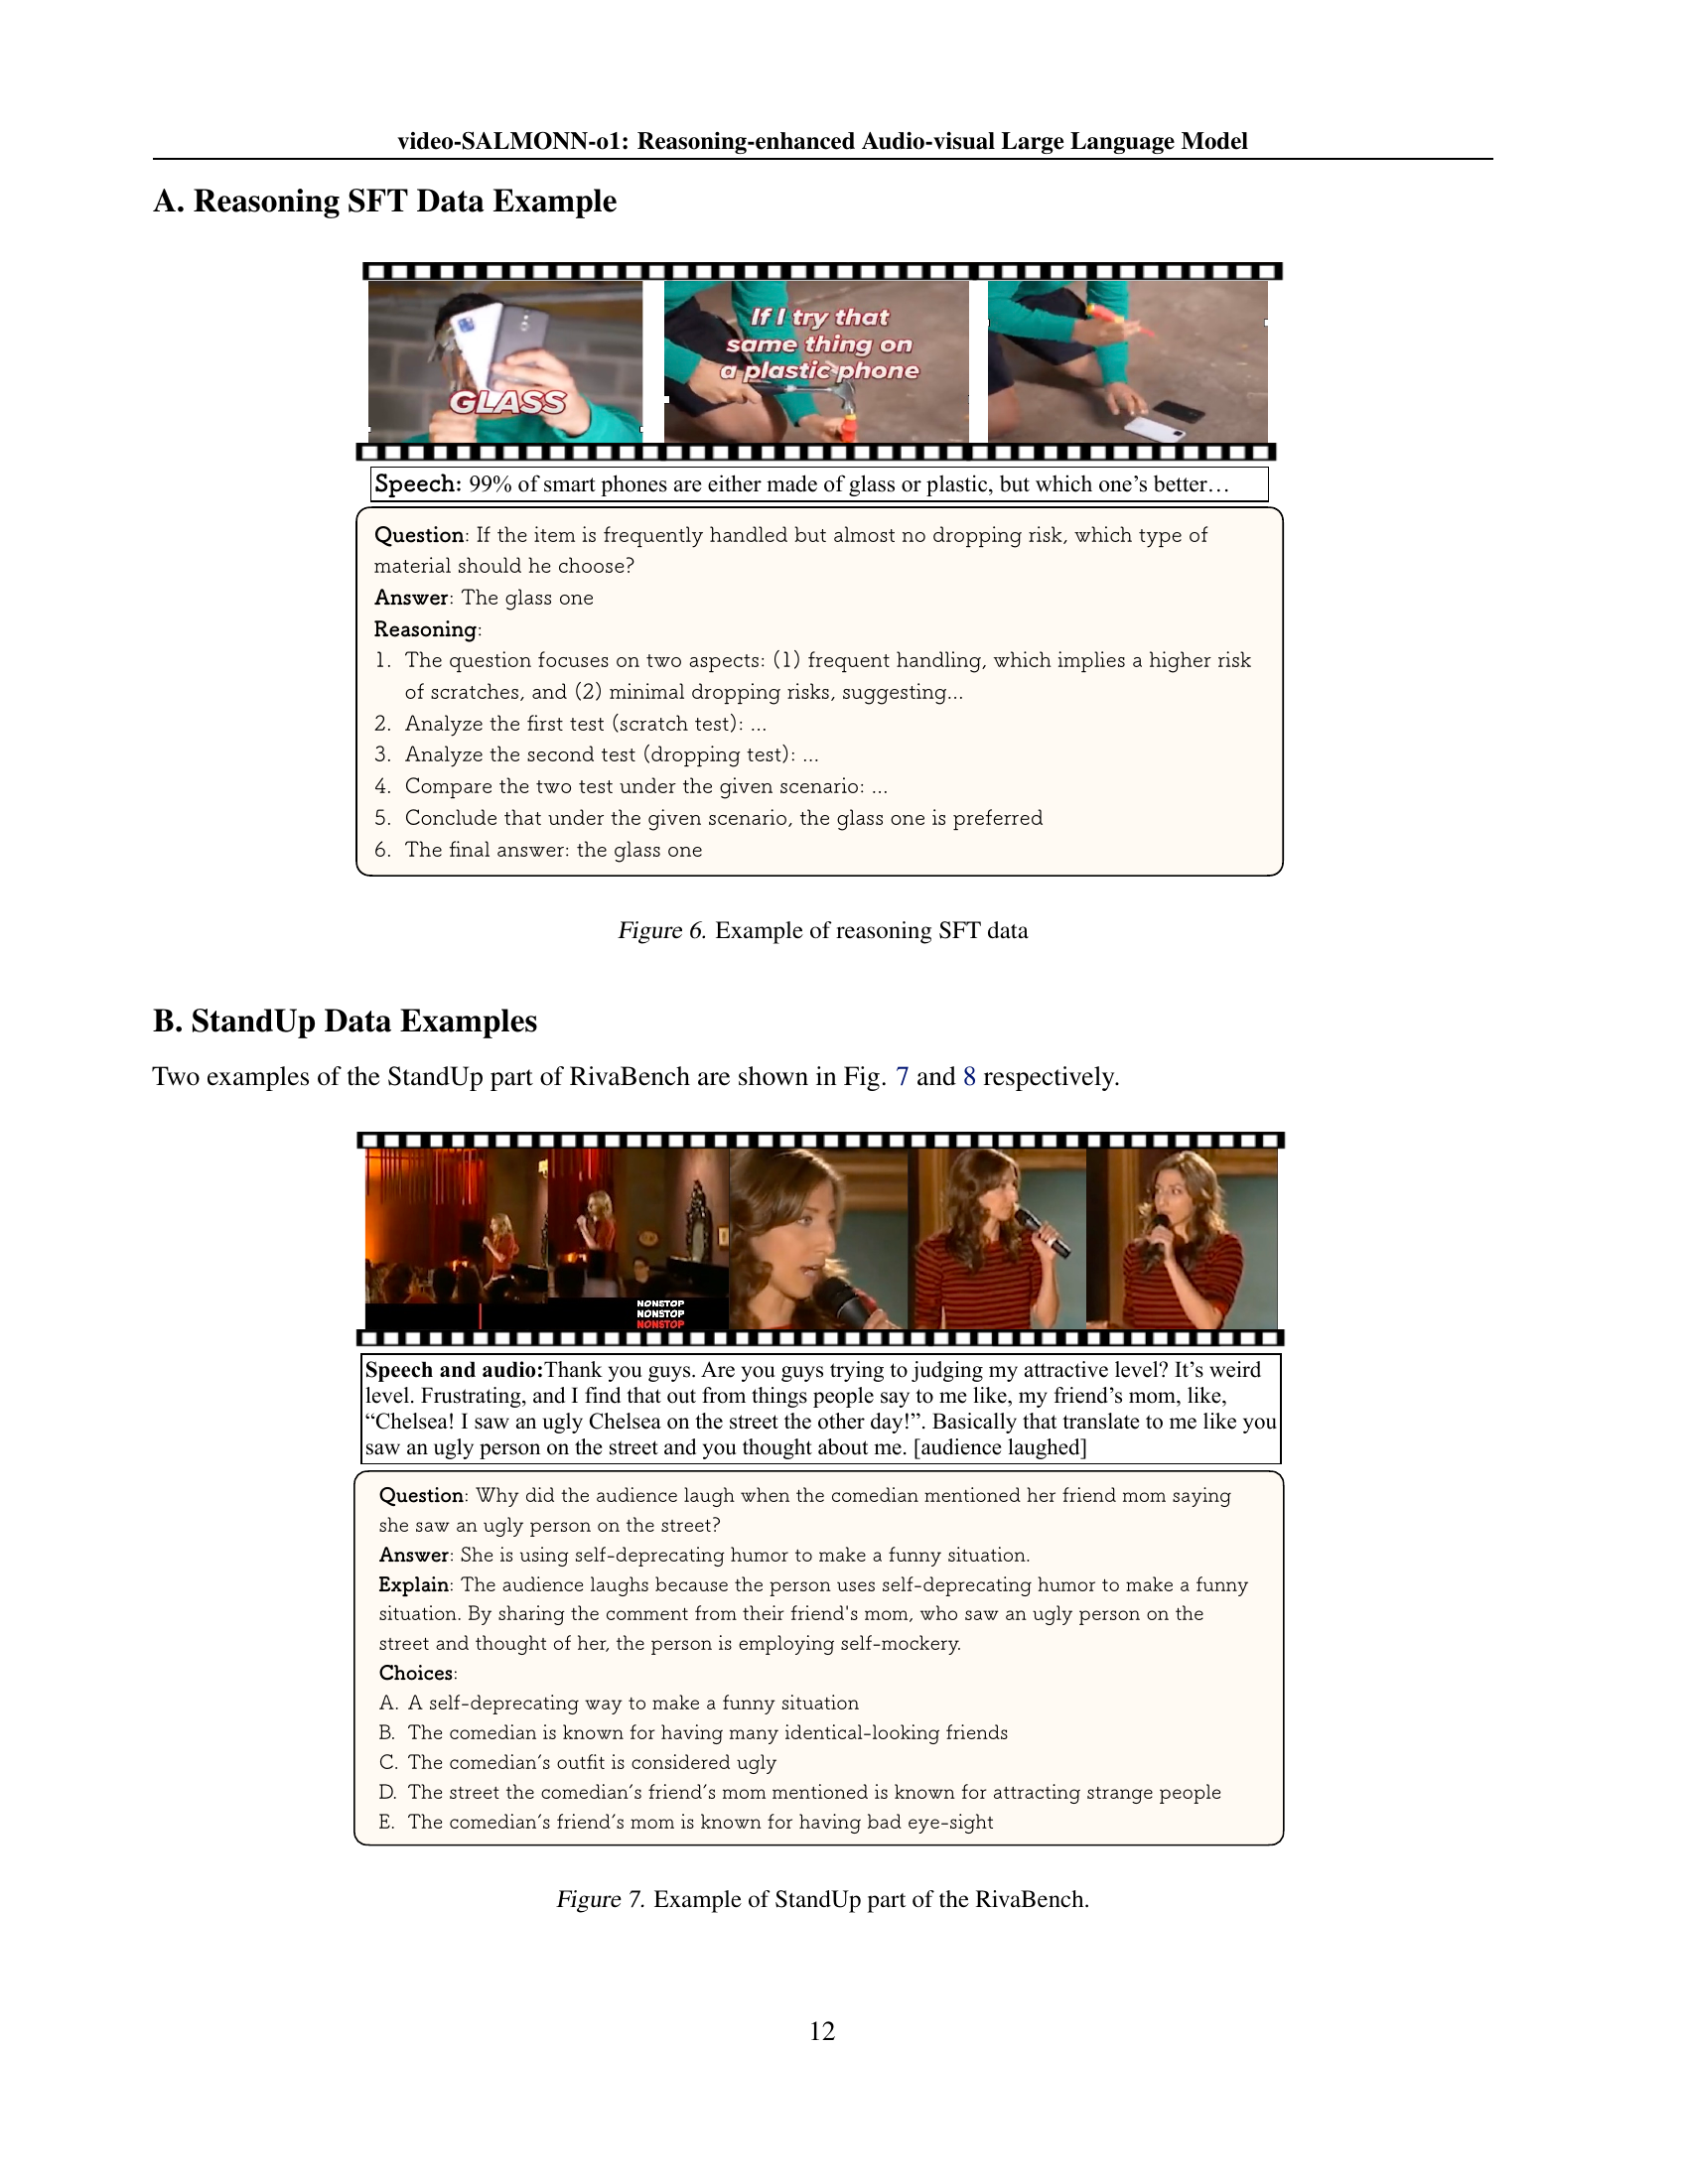 video-SALMONN-o1: Reasoning-enhanced Audio-visual Large Language Model
A. Reasoning SFT Data Example
GLASS
If I try that
same thing on
a plastic phone
Speech: 99% of smart phones are either made of glass or plastic, but which one's better…
Question: If the item is frequently handled but almost no dropping risk, which type of
material should he choose?
Answer: The glass one
Reasoning:
1. The question focuses on two aspects: (1) frequent handling, which implies a higher risk
of scratches, and (2) minimal dropping risks, suggesting...
2. Analyze the first test (scratch test): ...
3. Analyze the second test (dropping test): ...
4. Compare the two test under the given scenario: ...
5. Conclude that under the given scenario, the glass one is preferred
6. The final answer: the glass one
Figure 6. Example of reasoning SFT data
B. StandUp Data Examples
Two examples of the StandUp part of RivaBench are shown in Fig. 7 and 8 respectively.
NONSTOP
NONSTOP
NONSTOP
Speech and audio:Thank you guys. Are you guys trying to judging my attractive level? It's weird
level. Frustrating, and I find that out from things people say to me like, my friend's mom, like,
“Chelsea! I saw an ugly Chelsea on the street the other day!”. Basically that translate to me like you
saw an ugly person on the street and you thought about me. [audience laughed]
Question: Why did the audience laugh when the comedian mentioned her friend mom saying
she saw an ugly person on the street?
Answer: She is using self-deprecating humor to make a funny situation.
Explain: The audience laughs because the person uses self-deprecating humor to make a funny
situation. By sharing the comment from their friend's mom, who saw an ugly person on the
street and thought of her, the person is employing self-mockery.
Choices:
A. A self-deprecating way to make a funny situation
B. The comedian is known for having many identical-looking friends
C. The comedian's outfit is considered ugly
D. The street the comedian's friend's mom mentioned is known for attracting strange people
E. The comedian's friend's mom is known for having bad eye-sight
Figure 7. Example of StandUp part of the RivaBench.
12